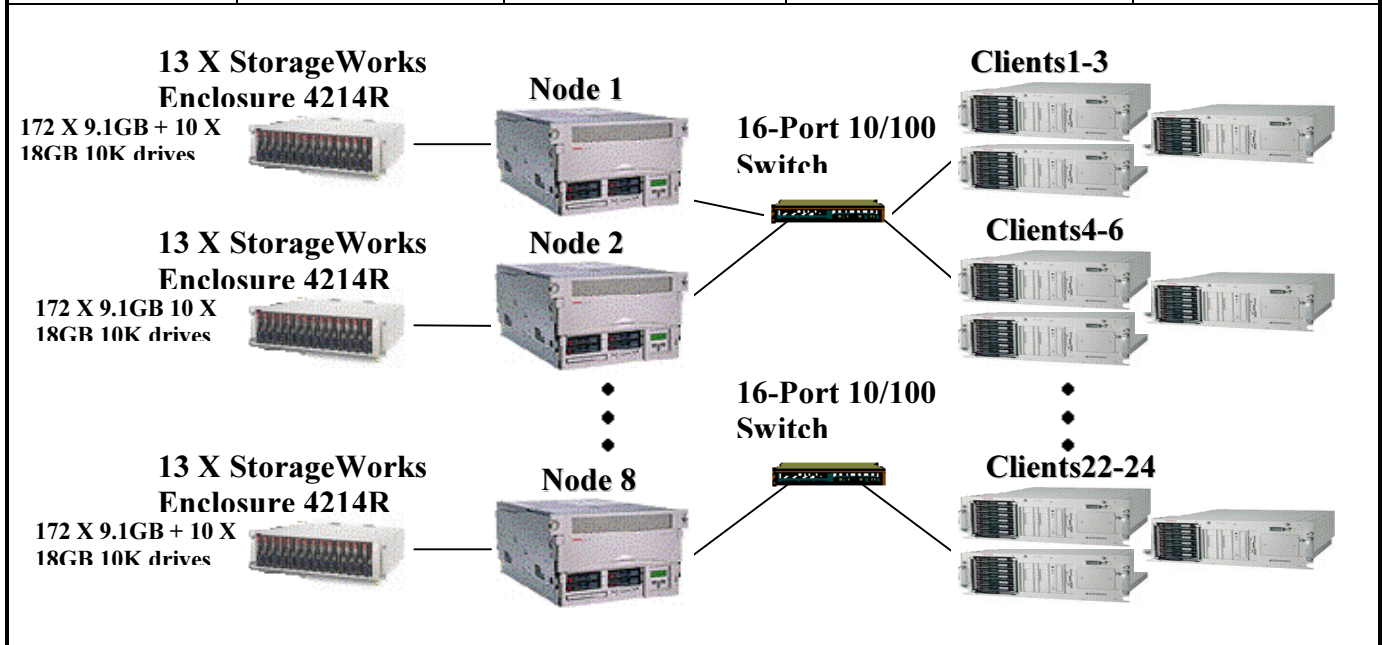 13 X StorageWorks
Enclosure 4214R
172 X 9.1GB + 10 X
18GB 10K drives
Node 1
16-Port 10/100
Switch
Clients1-3
13 X StorageWorks
Enclosure 4214R
172 X 9.1GB 10 X
18GB 10K drives
Node 2
Clients4-6
13 X StorageWorks
Enclosure 4214R
172 X 9.1GB + 10 X
18GB 10K drives
Node 8
16-Port 10/100
Switch
Clients22-24